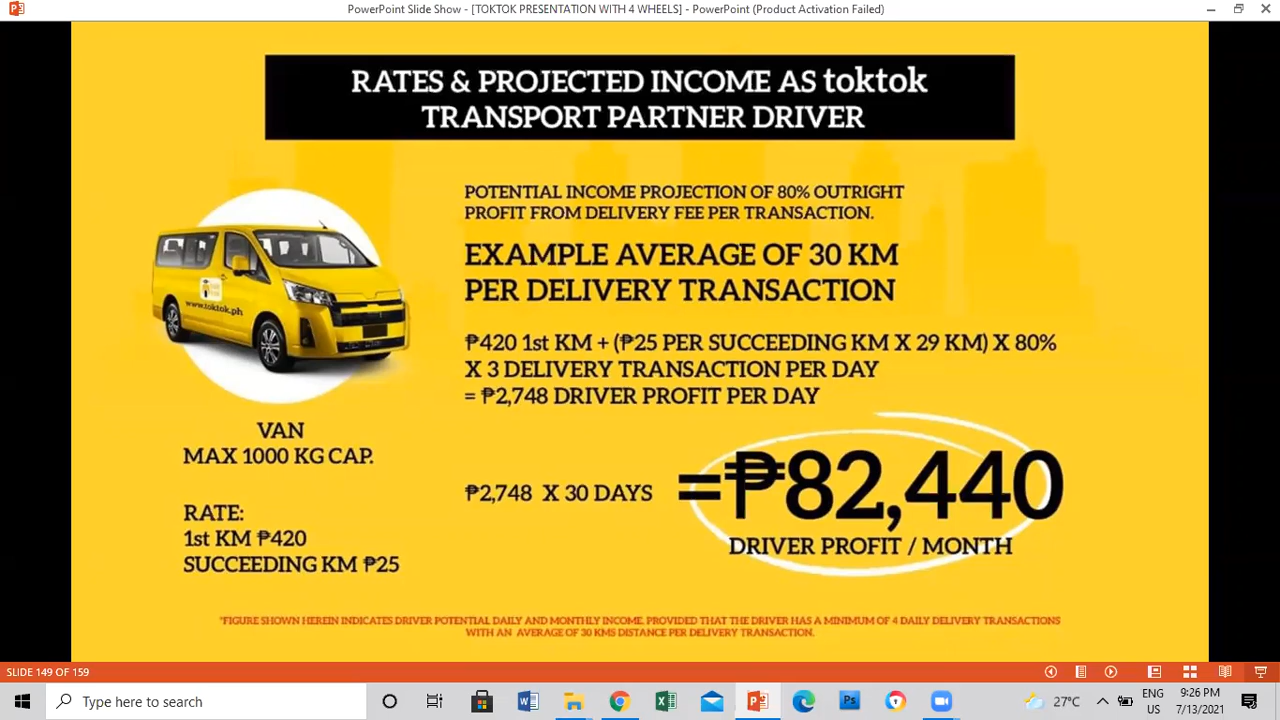 PowerPoint Slide Show - [TOKTOK PRESENTATION WITH 4 WHEELS] - PowerPoint (Product Activation Failed)
RATES & PROJECTED INCOME AS toktok
TRANSPORT PARTNER DRIVER
POTENTIAL INCOME PROJECTION OF 80% OUTRIGHT
PROFIT FROM DELIVERY FEE PER TRANSACTION.
EXAMPLE AVERAGE OF 30 KM
PER DELIVERY TRANSACTION
₱420 1st KM + (₱25 PER SUCCEEDING KM X 29 KM) X 80%
X 3 DELIVERY TRANSACTION PER DAY
= ₱2,748 DRIVER PROFIT PER DAY
www.toktok.ph
VAN
MAX 1000 KG CAP.
RATE:
1st KM ₱420
SUCCEEDING KM ₱25
₱2,748 X 30 DAYS
=₱82,440
DRIVER PROFIT / MONTH
*FIGURE SHOWN HEREIN INDICATES DRIVER POTENTIAL DAILY AND MONTHLY INCOME. PROVIDED THAT THE DRIVER HAS A MINIMUM OF 4 DAILY DELIVERY TRANSACTIONS
WITH AN AVERAGE OF 30 KMS DISTANCE PER DELIVERY TRANSACTION.
SLIDE 149 OF 159
Type here to search
27°C
ENG
US
9:26 PM
7/13/2021